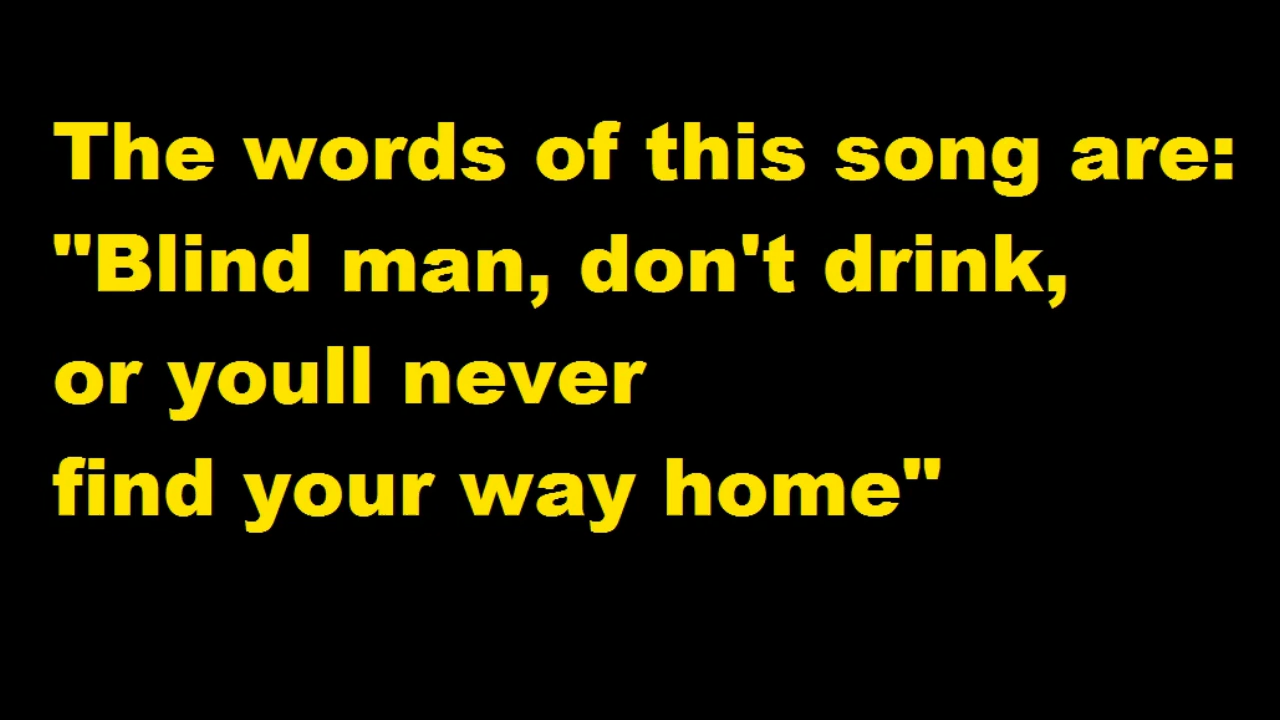 The words of this song are:
"Blind man, don't drink,
or youll never
find your way home"